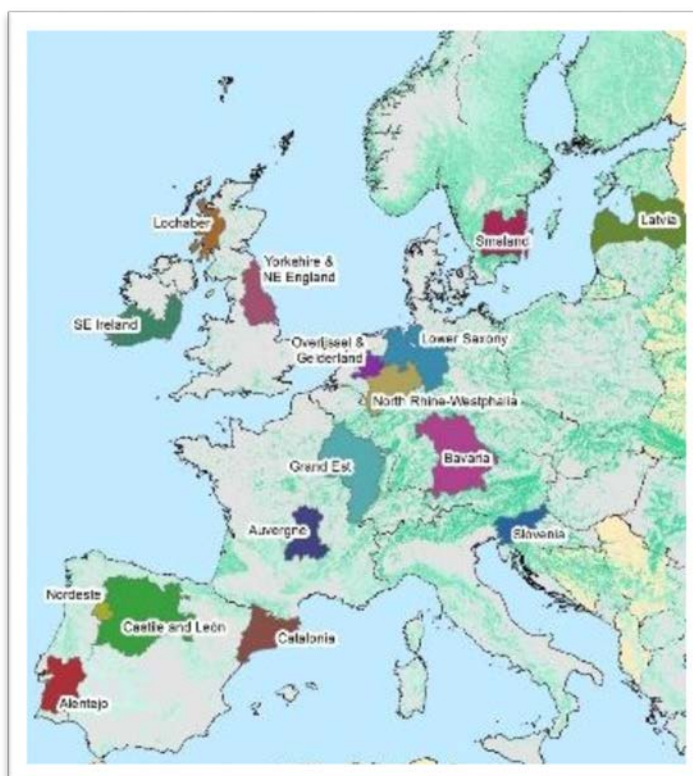 Lochaber
Smaland
Latvia
Yorkshire &
NE England
SE Ireland
Overijssel &
Gelderland
Lower Saxony
North Rhine-Westphalia
Grand Est
Bavaria
Auvergne
Slovenia
Nordeste
Castile and León
Catalonia
Alentejo